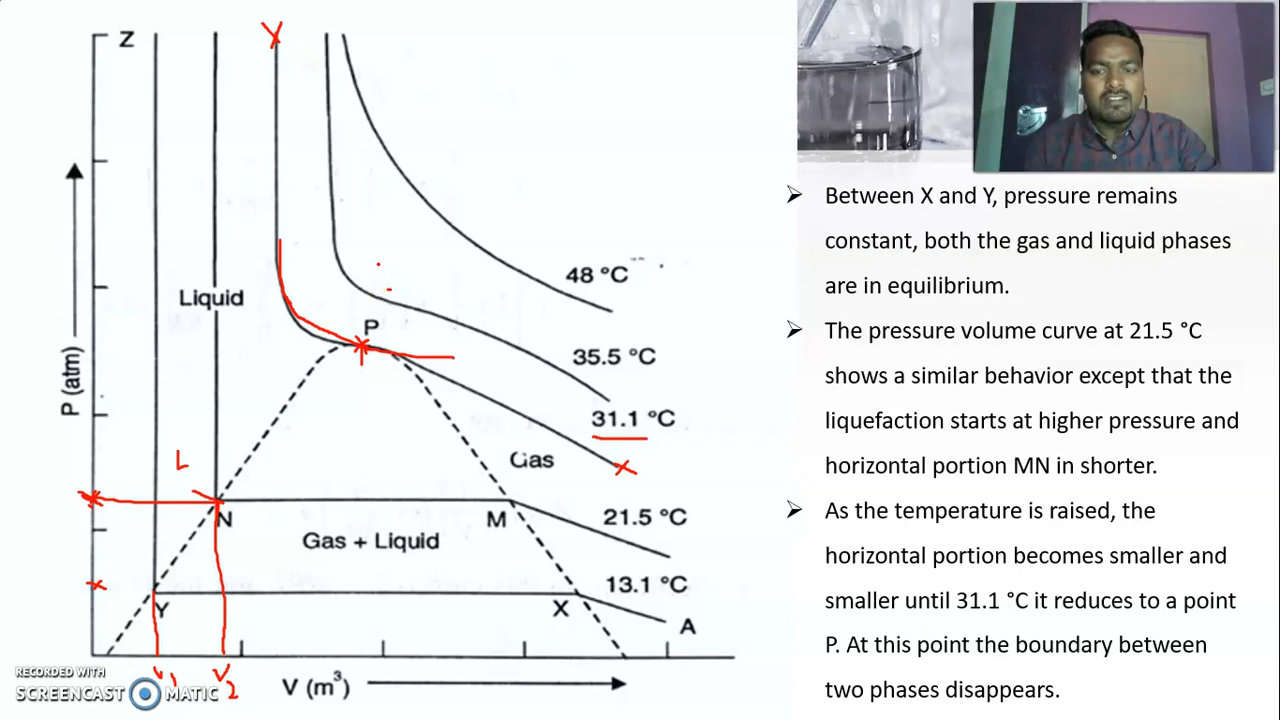 Z
Y
48 °C
Liquid
P
35.5 °C
31.1 °C
P (atm)
L
Gas
N
M
21.5 °C
Gas + Liquid
13.1 °C
Y
X
A
V1
V2
V (m³)
RECORDED WITH
SCREENCAST MATIC
➢ Between X and Y, pressure remains
constant, both the gas and liquid phases
are in equilibrium.
➢ The pressure volume curve at 21.5 °C
shows a similar behavior except that the
liquefaction starts at higher pressure and
horizontal portion MN in shorter.
➢ As the temperature is raised, the
horizontal portion becomes smaller and
smaller until 31.1 °C it reduces to a point
P. At this point the boundary between
two phases disappears.